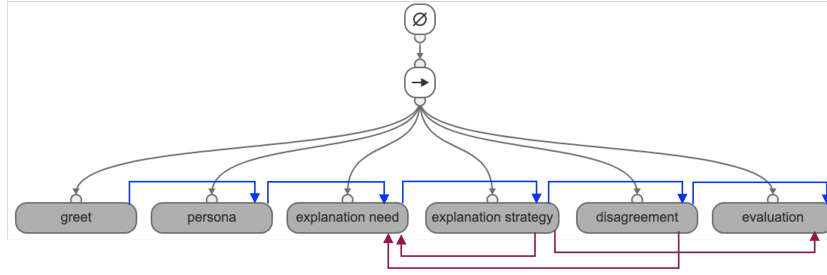 ∅
→
greet
persona
explanation need
explanation strategy
disagreement
evaluation